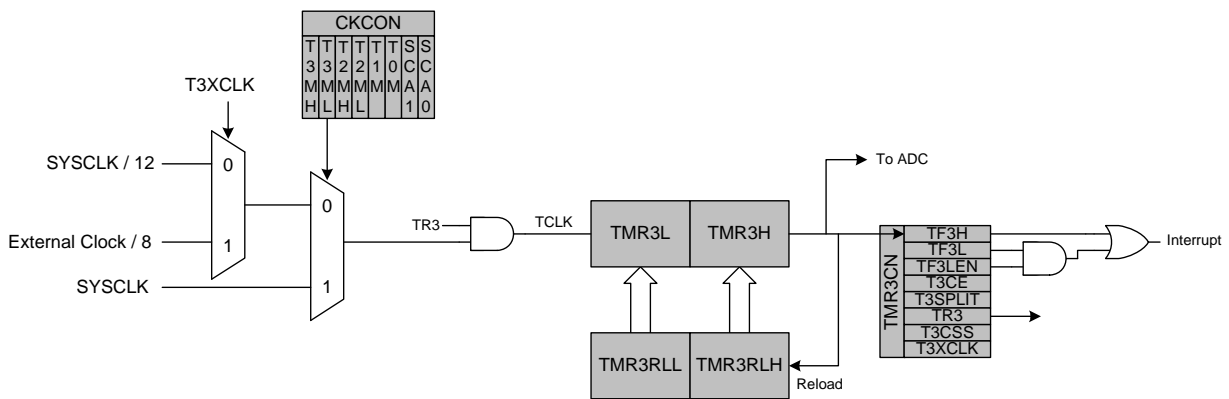 CKCON
T3MH
T3ML
T2MH
T2ML
T1M
T0M
SCA1
SCA0
T3XCLK
SYSCLK / 12
0
1
External Clock / 8
SYSCLK
0
1
TR3
TCLK
TMR3L
TMR3H
To ADC
TMR3RLL
TMR3RLH
Reload
TMR3CN
TF3H
TF3L
TF3LEN
T3CE
T3SPLIT
TR3
T3CSS
T3XCLK
Interrupt